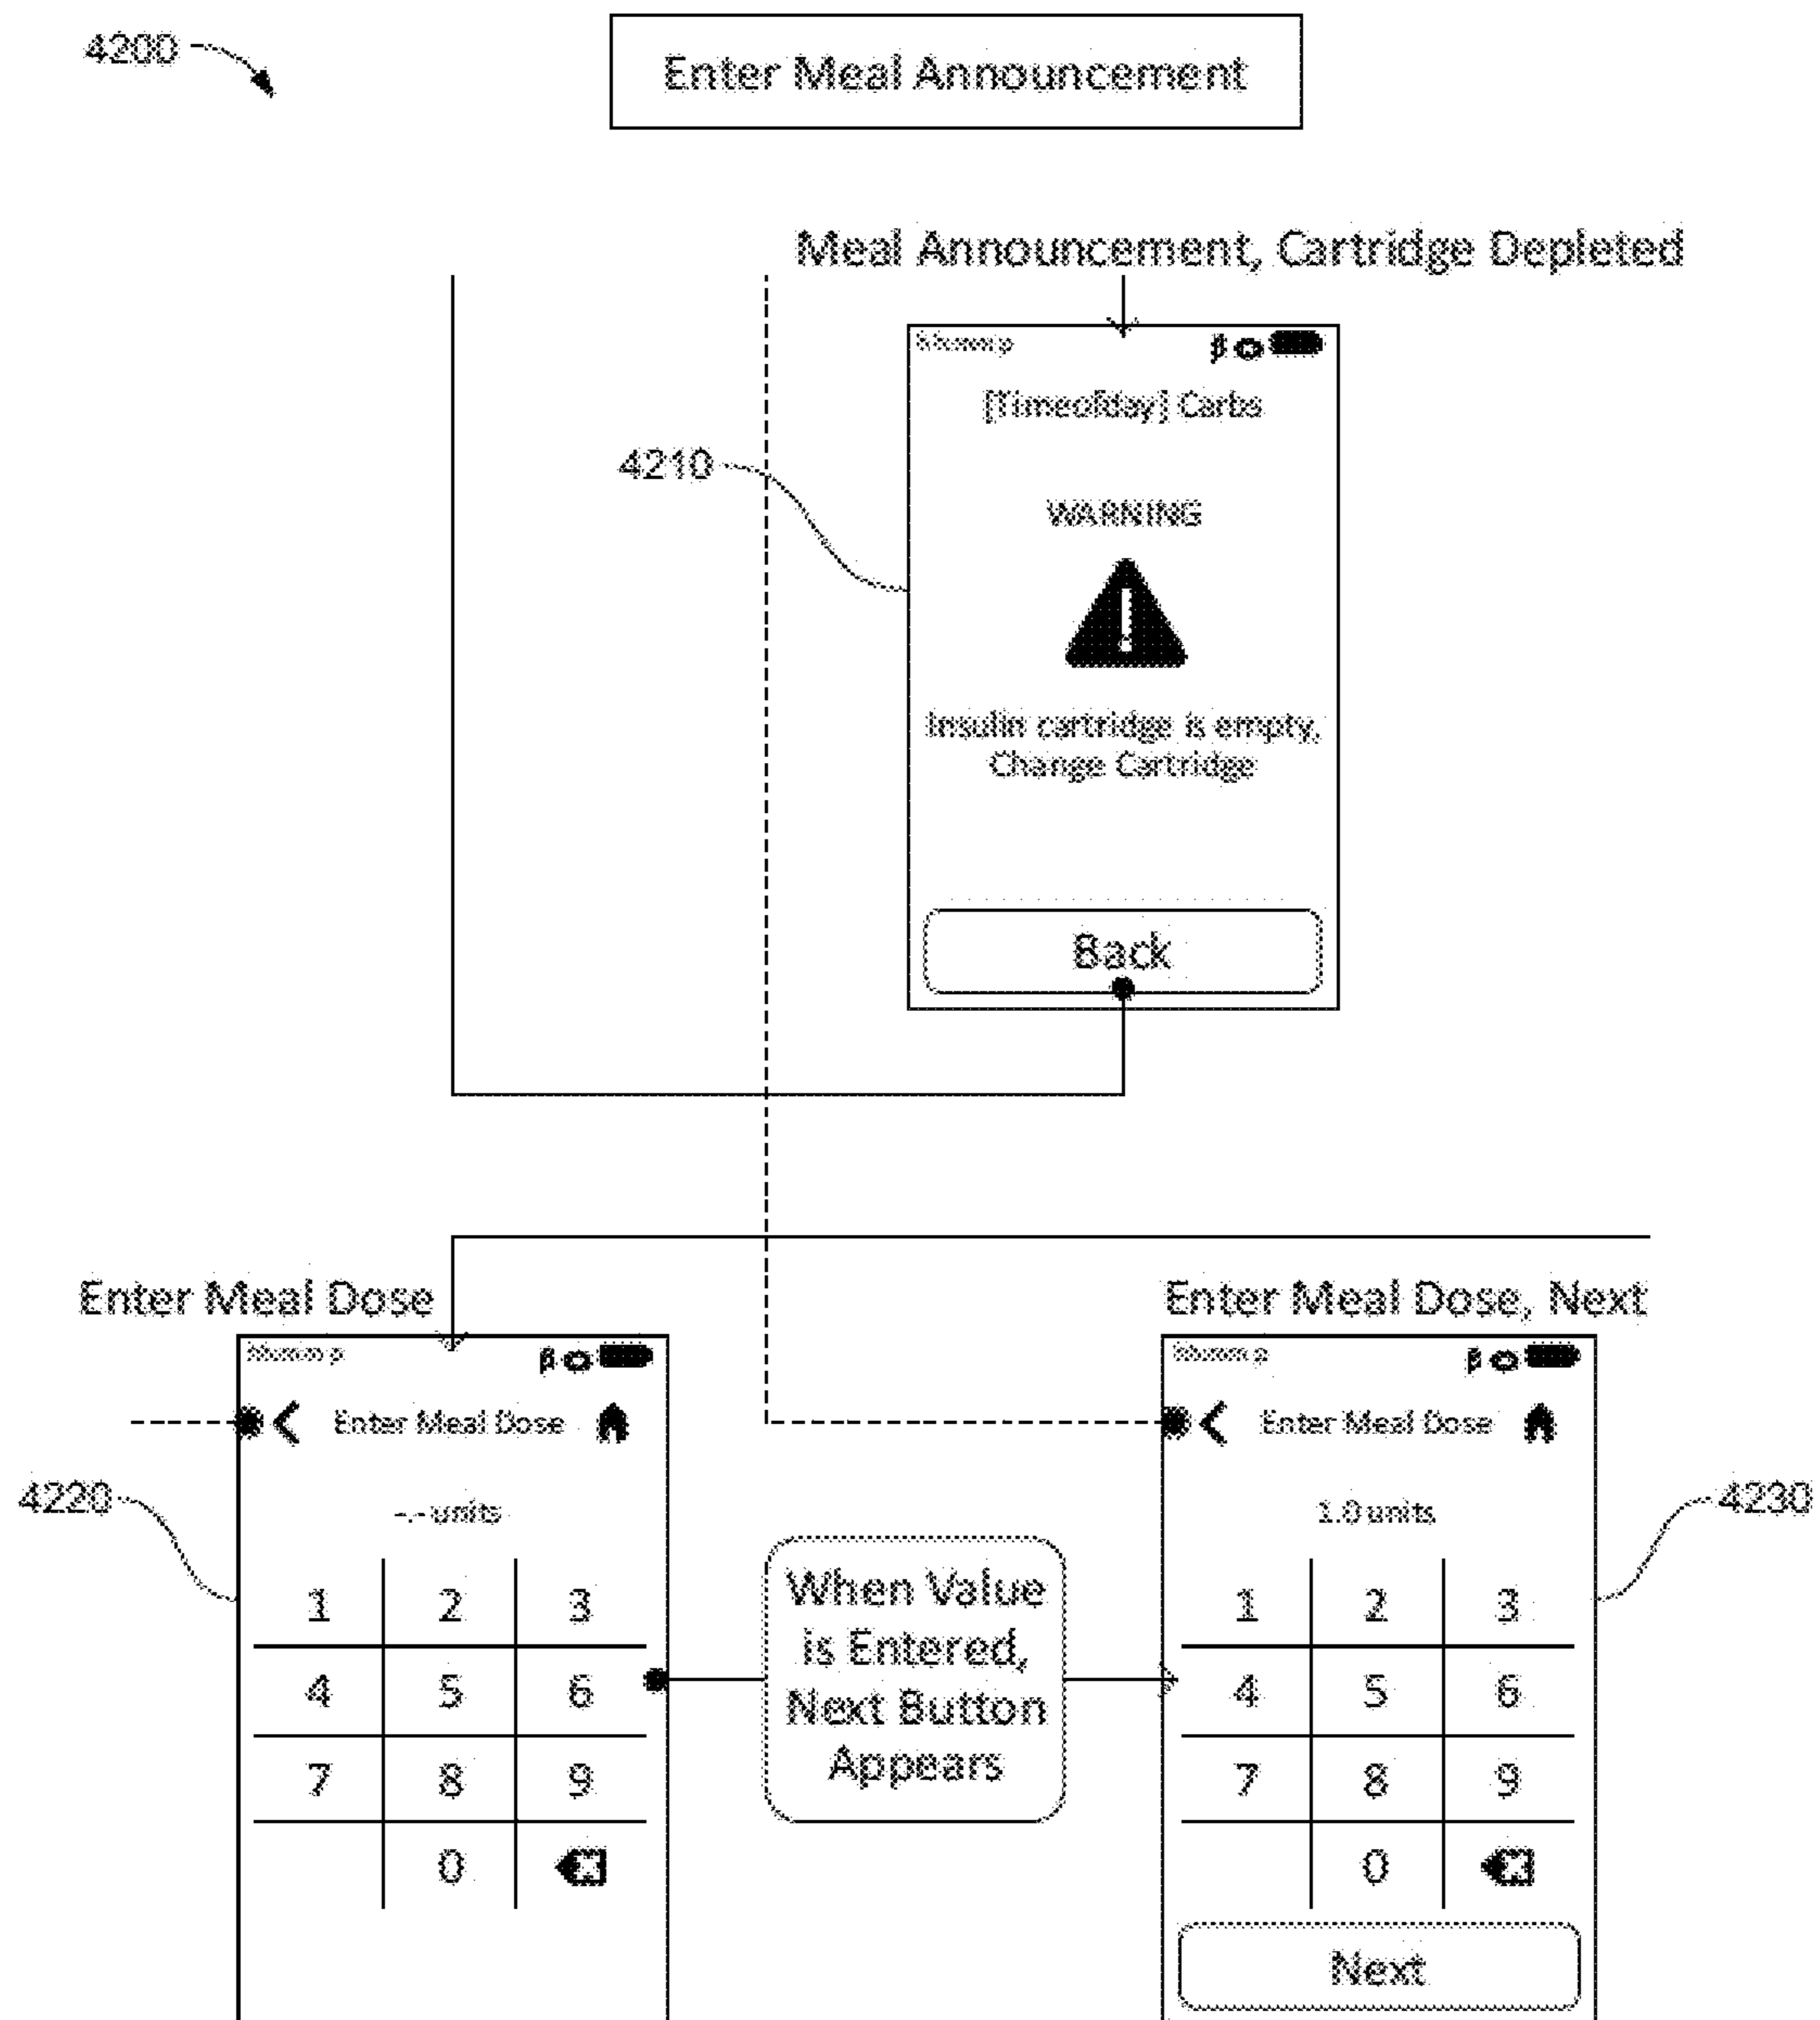 4200
Enter Meal Announcement
Meal Announcement, Cartridge Depleted
β
[Timeofday] Carbs
4210
WARNING
Insulin cartridge is empty,
Change Cartridge
Back
Enter Meal Dose
Enter Meal Dose, Next
β
β
Enter Meal Dose
Enter Meal Dose
4220
4230
-.- units
1.0 units
When Value
is Entered,
Next Button
Appears
1 2 3
4 5 6
7 8 9
0
1 2 3
4 5 6
7 8 9
0
Next